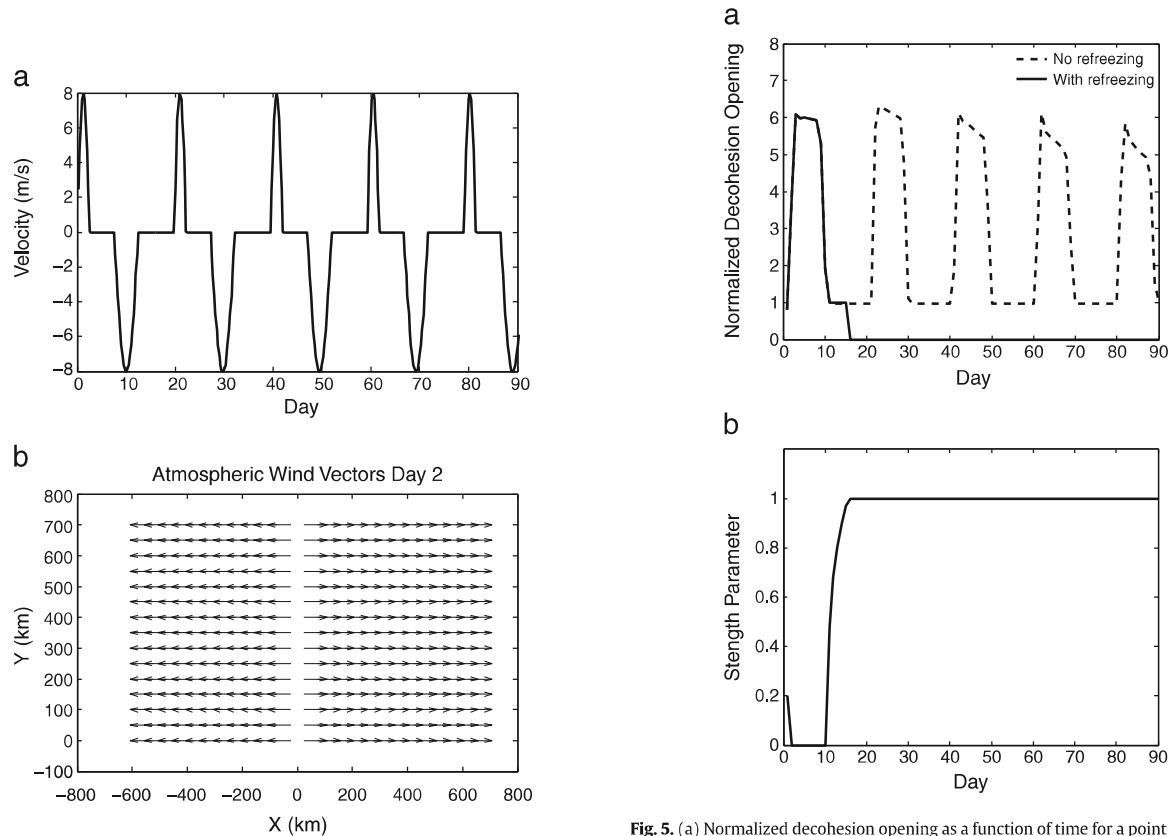 a
8
6
4
2
0
−2
−4
−6
−8
Velocity (m/s)
0 10 20 30 40 50 60 70 80 90
Day
b
Atmospheric Wind Vectors Day 2
800
700
600
500
400
300
200
100
0
−100
Y (km)
−800 −600 −400 −200 0 200 400 600 800
X (km)
a
8
7
6
5
4
3
2
1
0
Normalized Decohesion Opening
No refreezing
With refreezing
0 10 20 30 40 50 60 70 80 90
Day
b
1
0.8
0.6
0.4
0.2
0
Stength Parameter
0 10 20 30 40 50 60 70 80 90
Day
Fig. 5. (a) Normalized decohesion opening as a function of time for a point